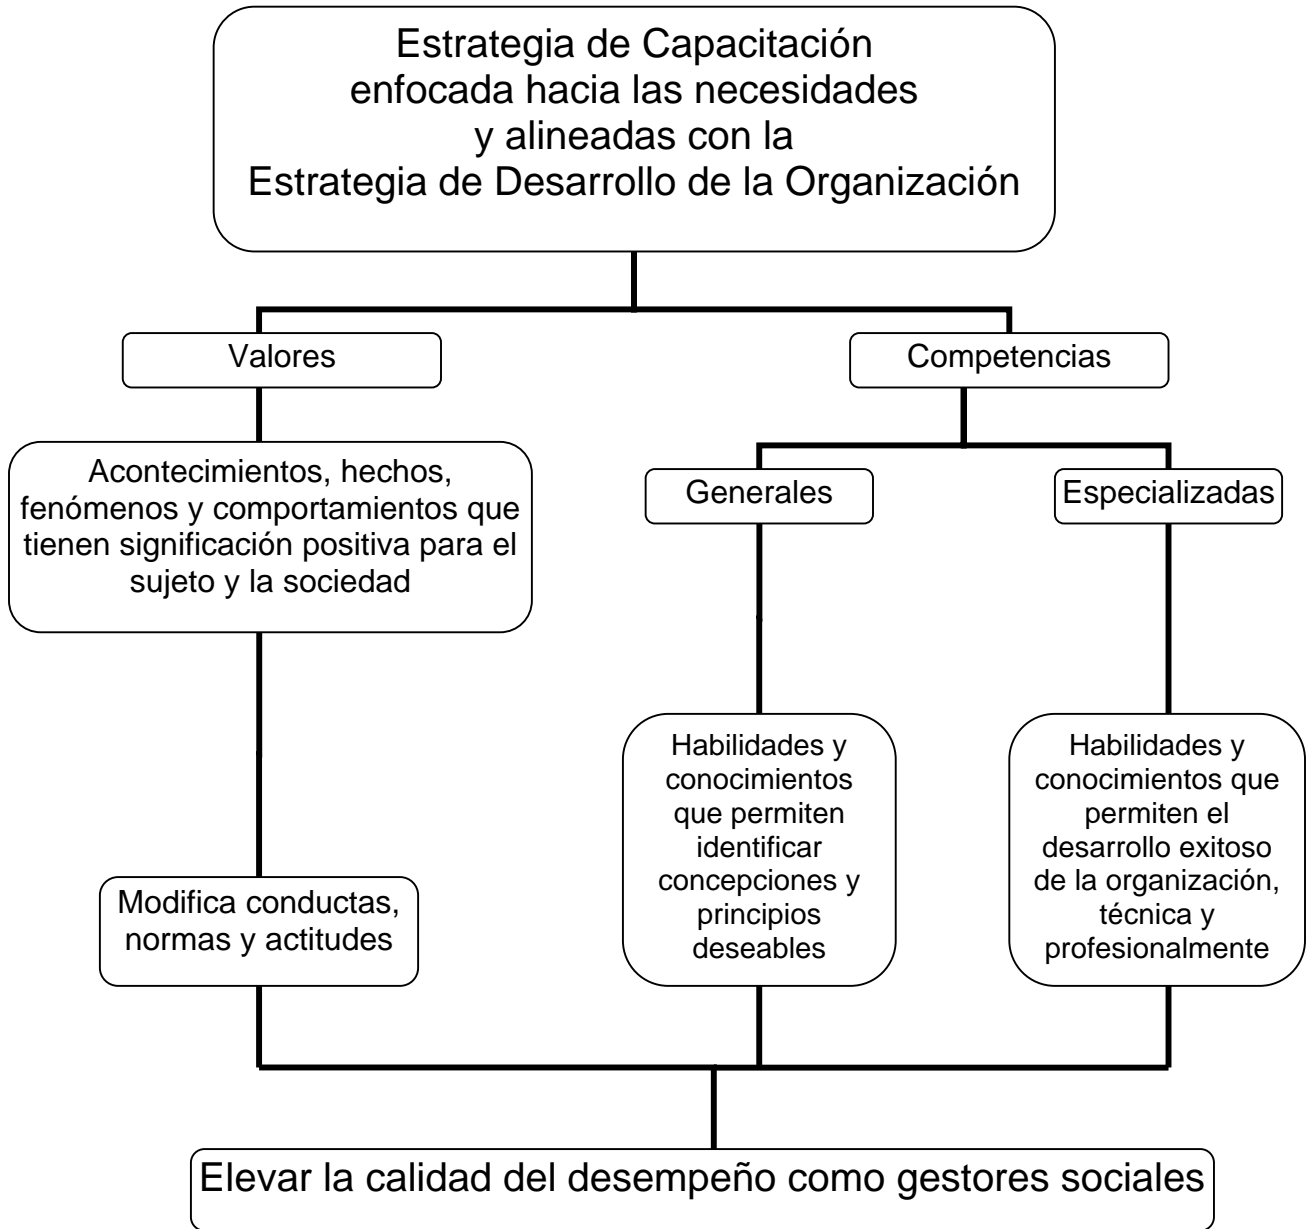 Estrategia de Capacitación
enfocada hacia las necesidades
y alineadas con la
Estrategia de Desarrollo de la Organización
Valores
Competencias
Acontecimientos, hechos,
fenómenos y comportamientos que
tienen significación positiva para el
sujeto y la sociedad
Generales
Especializadas
Habilidades y
conocimientos
que permiten
identificar
concepciones y
principios
deseables
Habilidades y
conocimientos que
permiten el
desarrollo exitoso
de la organización,
técnica y
profesionalmente
Modifica conductas,
normas y actitudes
Elevar la calidad del desempeño como gestores sociales